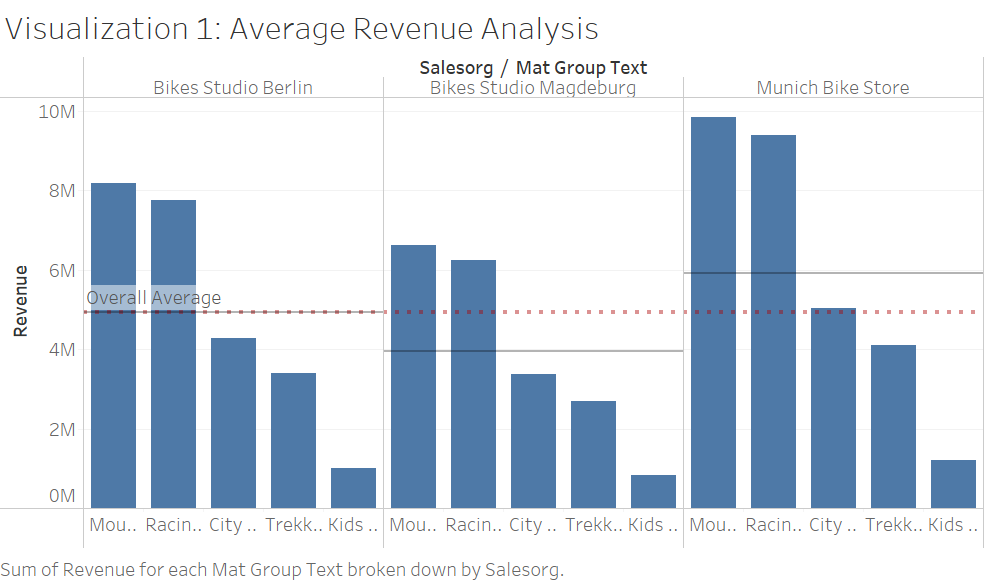 Visualization 1: Average Revenue Analysis
Salesorg / Mat Group Text
Bikes Studio Berlin Bikes Studio Magdeburg Munich Bike Store
10M
8M
6M
Overall Average
4M
2M
0M
Revenue
Mou.. Racin.. City .. Trekk.. Kids .. Mou.. Racin.. City .. Trekk.. Kids .. Mou.. Racin.. City .. Trekk.. Kids ..
Sum of Revenue for each Mat Group Text broken down by Salesorg.